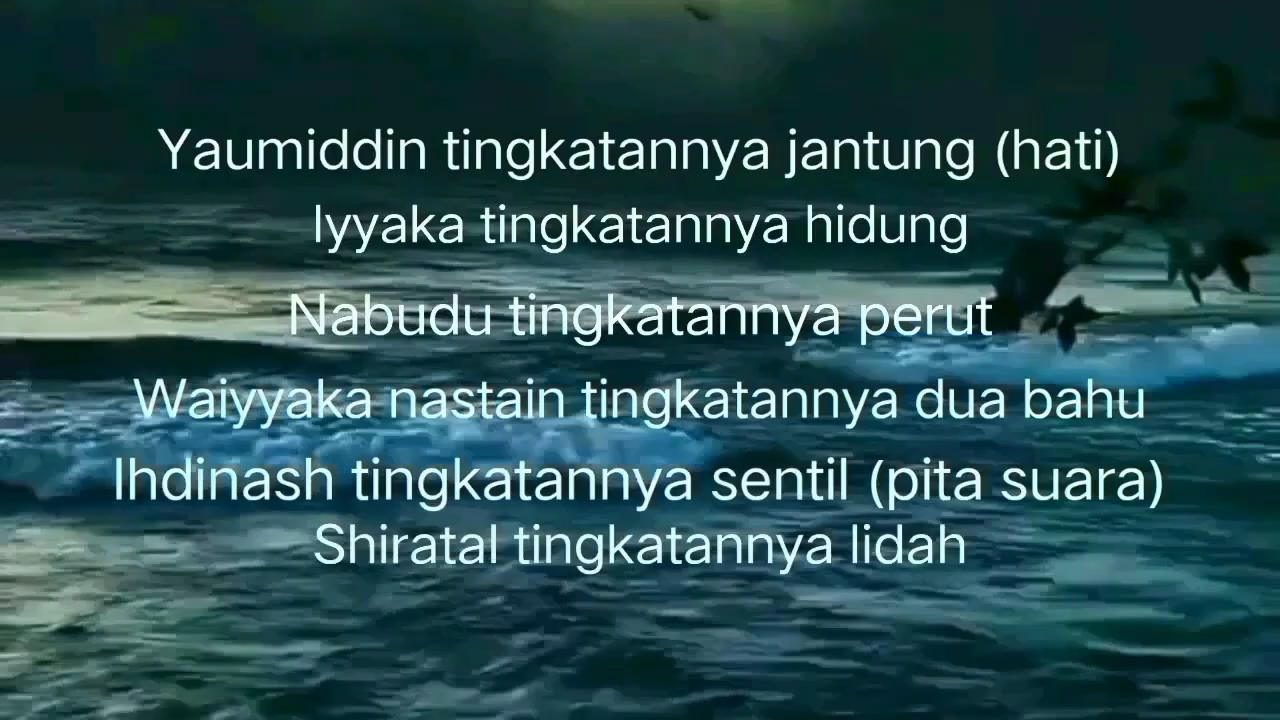 Yaumiddin tingkatannya jantung (hati)
Iyyaka tingkatannya hidung
Nabudu tingkatannya perut
Waiyyaka nastain tingkatannya dua bahu
Ihdinash tingkatannya sentil (pita suara)
Shiratal tingkatannya lidah